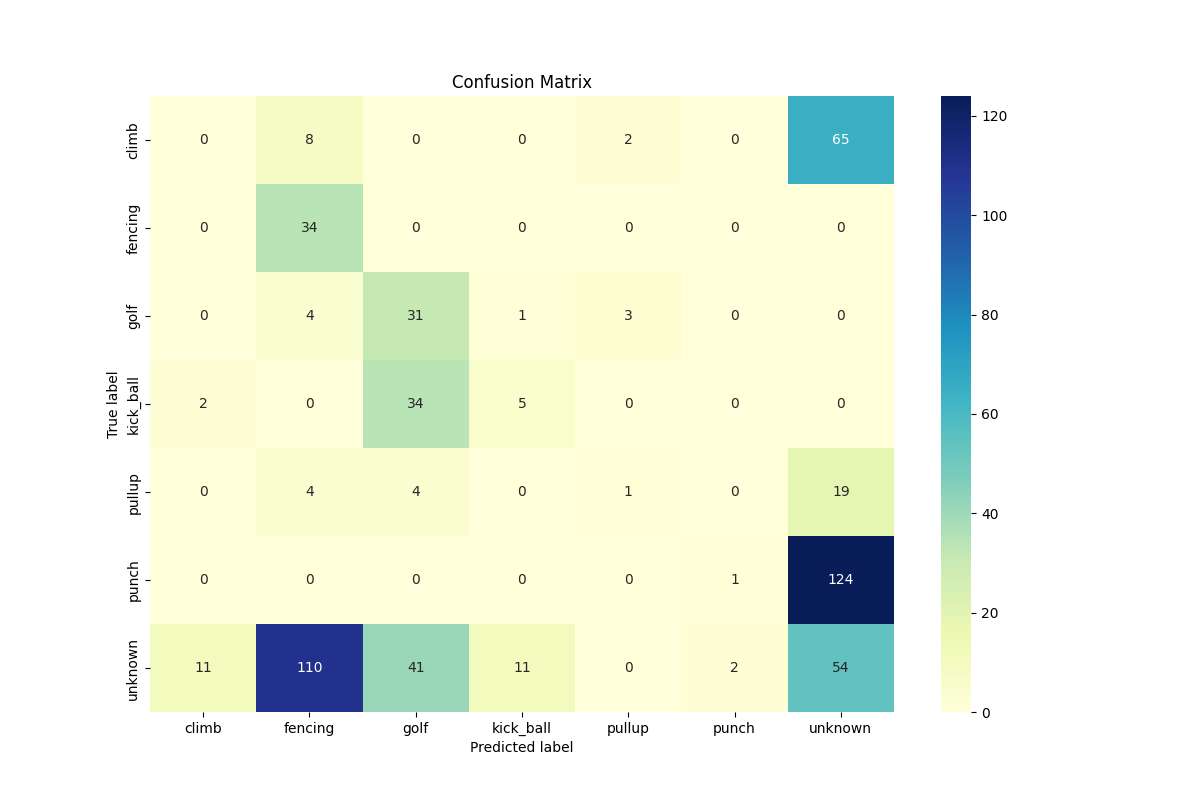 Confusion Matrix
climb 0 8 0 0 2 0 65
fencing 0 34 0 0 0 0 0
golf 0 4 31 1 3 0 0
kick_ball 2 0 34 5 0 0 0
pullup 0 4 4 0 1 0 19
punch 0 0 0 0 0 1 124
unknown 11 110 41 11 0 2 54
True label
climb fencing golf kick_ball pullup punch unknown
Predicted label
120
100
80
60
40
20
0